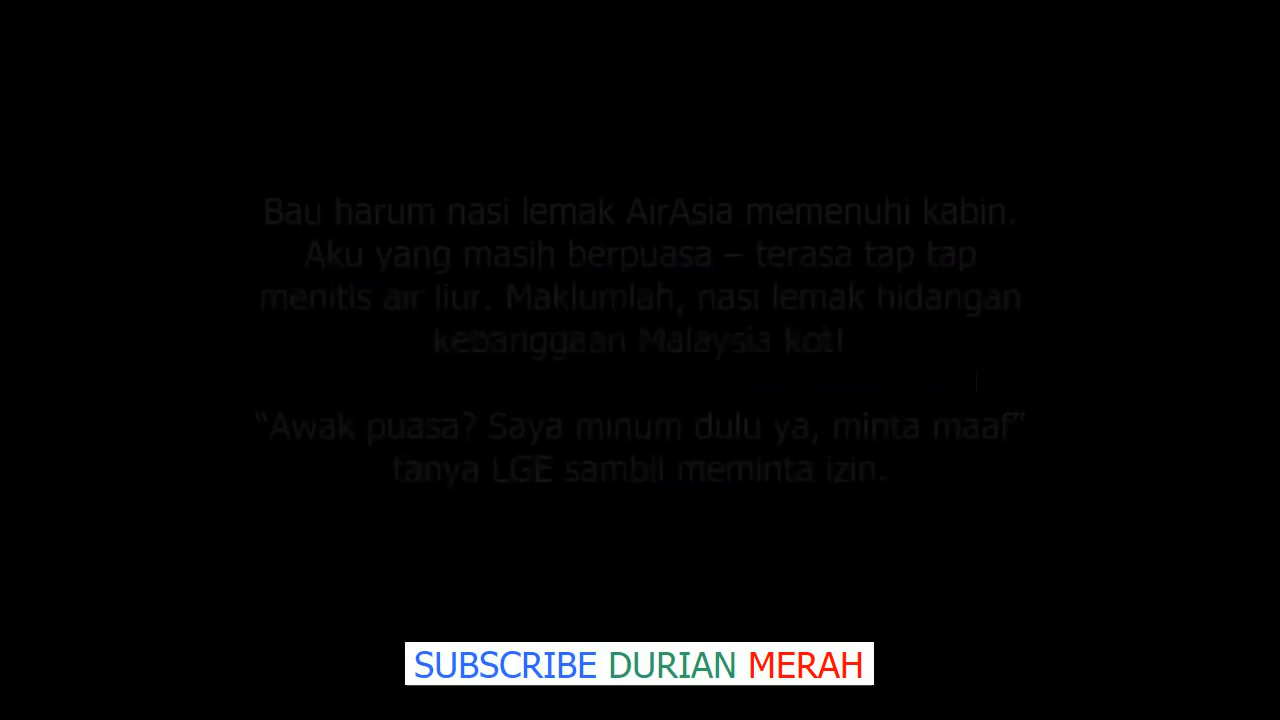 Bau harum nasi lemak AirAsia memenuhi kabin.
Aku yang masih berpuasa – terasa tap tap
menitis air liur. Maklumlah, nasi lemak hidangan
kebanggaan Malaysia kot!
“Awak puasa? Saya minum dulu ya, minta maaf”
tanya LGE sambil meminta izin.
SUBSCRIBE DURIAN MERAH